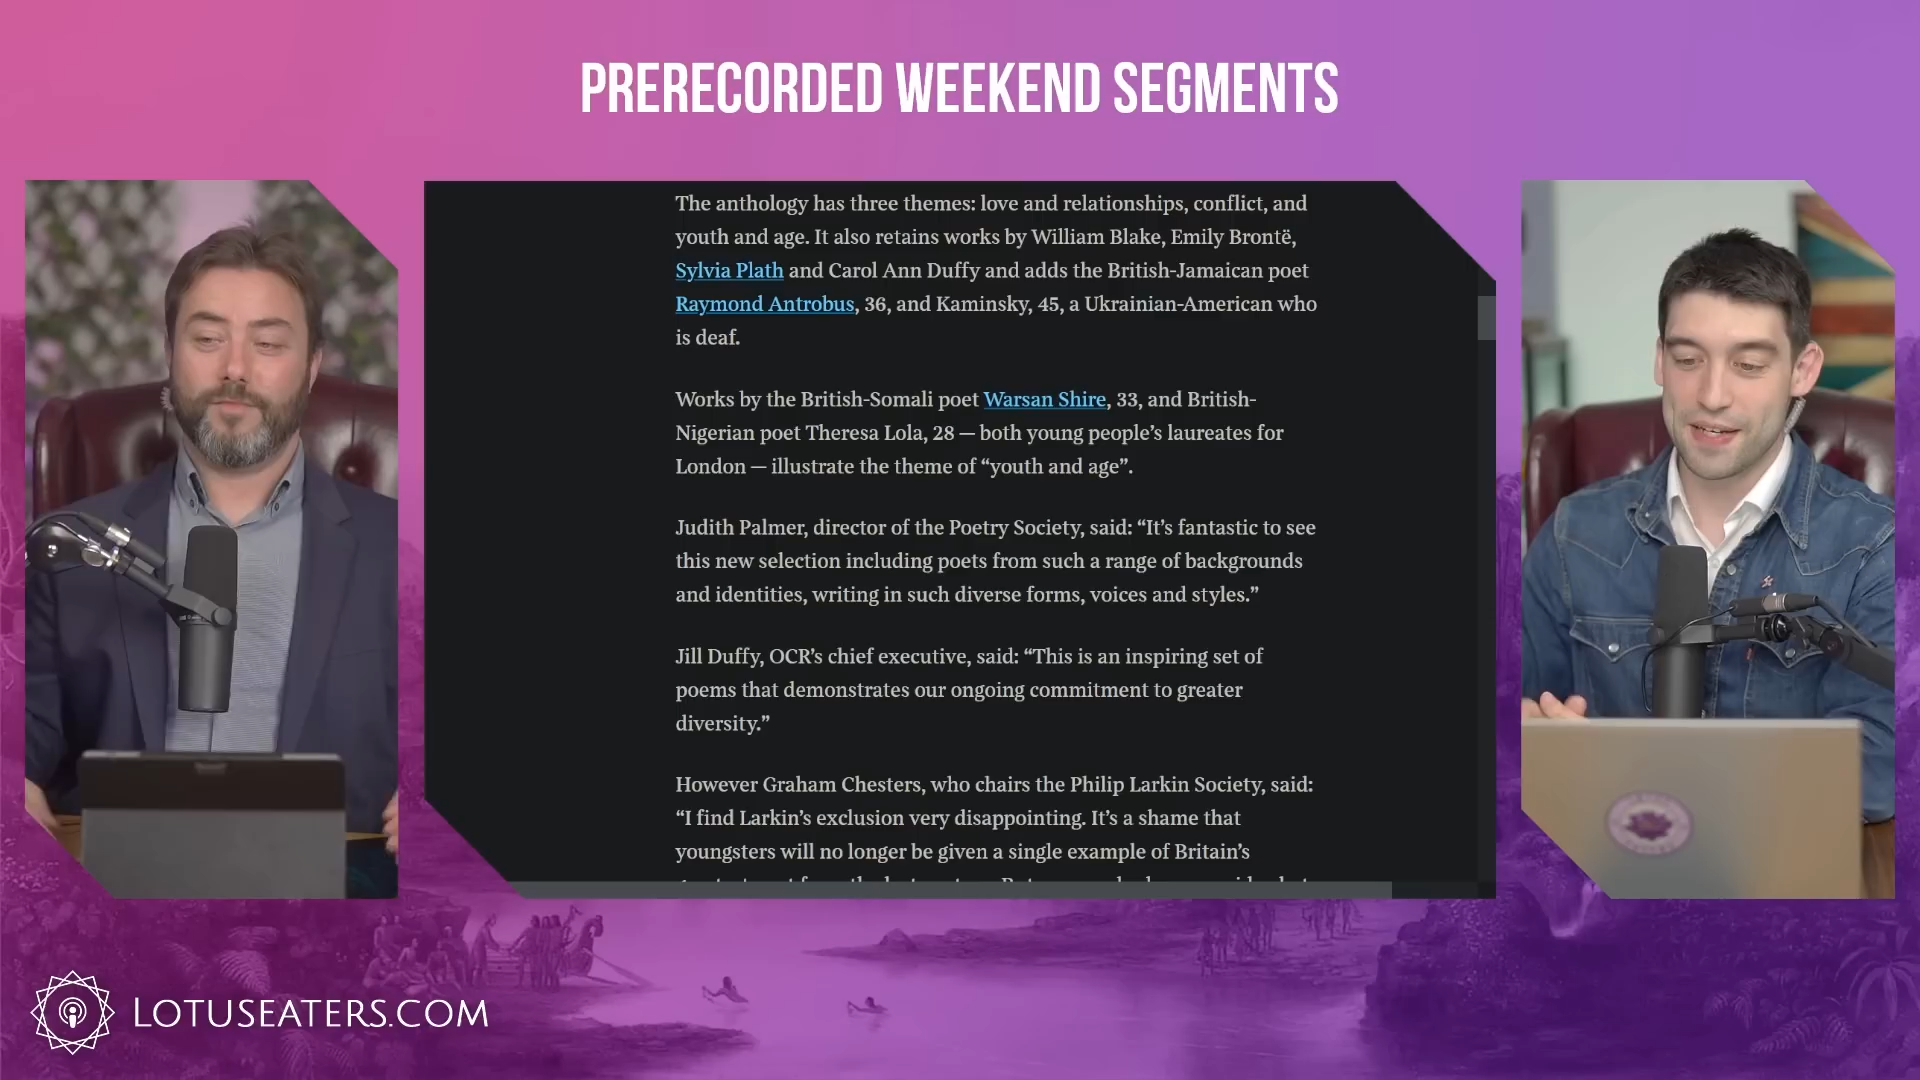 PRERECORDED WEEKEND SEGMENTS
The anthology has three themes: love and relationships, conflict, and
youth and age. It also retains works by William Blake, Emily Brontë,
Sylvia Plath and Carol Ann Duffy and adds the British-Jamaican poet
Raymond Antrobus, 36, and Kaminsky, 45, a Ukrainian-American who
is deaf.
Works by the British-Somali poet Warsan Shire, 33, and British-
Nigerian poet Theresa Lola, 28 — both young people’s laureates for
London — illustrate the theme of “youth and age”.
Judith Palmer, director of the Poetry Society, said: “It’s fantastic to see
this new selection including poets from such a range of backgrounds
and identities, writing in such diverse forms, voices and styles.”
Jill Duffy, OCR’s chief executive, said: “This is an inspiring set of
poems that demonstrates our ongoing commitment to greater
diversity.”
However Graham Chesters, who chairs the Philip Larkin Society, said:
“I find Larkin’s exclusion very disappointing. It’s a shame that
youngsters will no longer be given a single example of Britain’s
LOTUSEATERS.COM